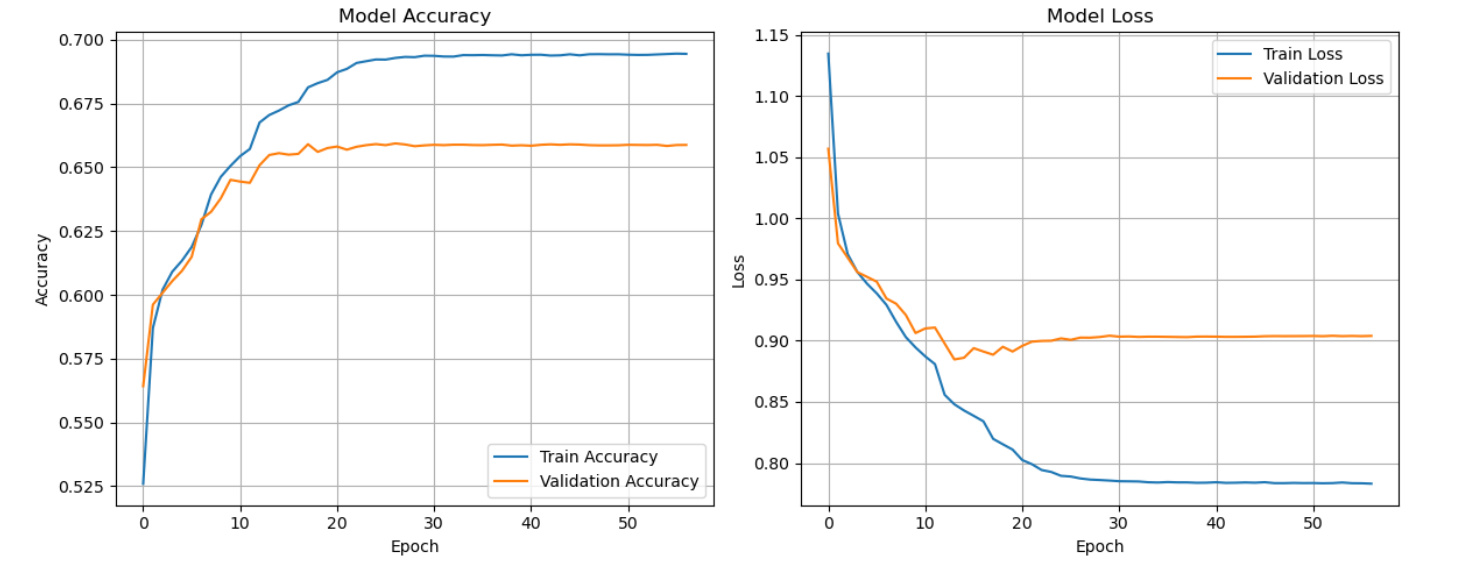 Model Accuracy
0.700
0.675
0.650
0.625
0.600
0.575
0.550
0.525
Accuracy
Train Accuracy
Validation Accuracy
0 10 20 30 40 50
Epoch
Model Loss
1.15
1.10
1.05
1.00
0.95
0.90
0.85
0.80
Loss
Train Loss
Validation Loss
0 10 20 30 40 50
Epoch